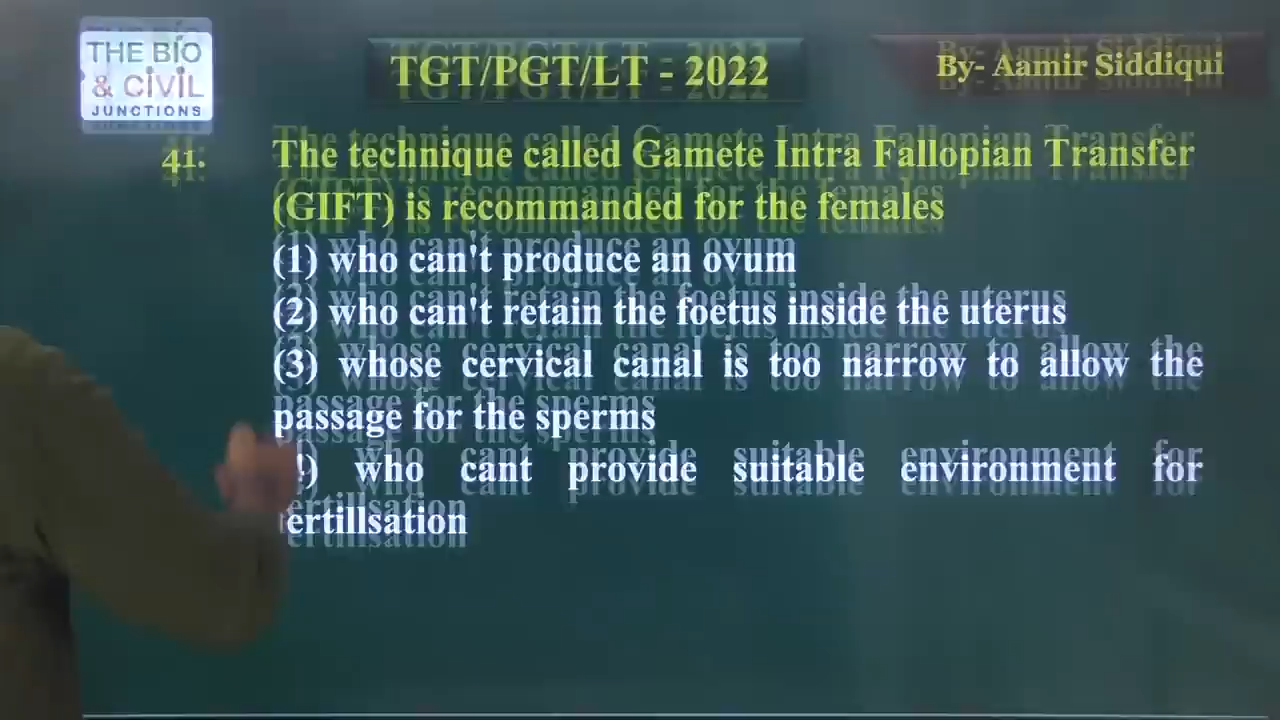 THE BIO
& CIVIL
JUNCTIONS
TGT/PGT/LT - 2022
By- Aamir Siddiqui
41. The technique called Gamete Intra Fallopian Transfer
(GIFT) is recommanded for the females
(1) who can't produce an ovum
(2) who can't retain the foetus inside the uterus
(3) whose cervical canal is too narrow to allow the
passage for the sperms
) who cant provide suitable environment for
ertillsation